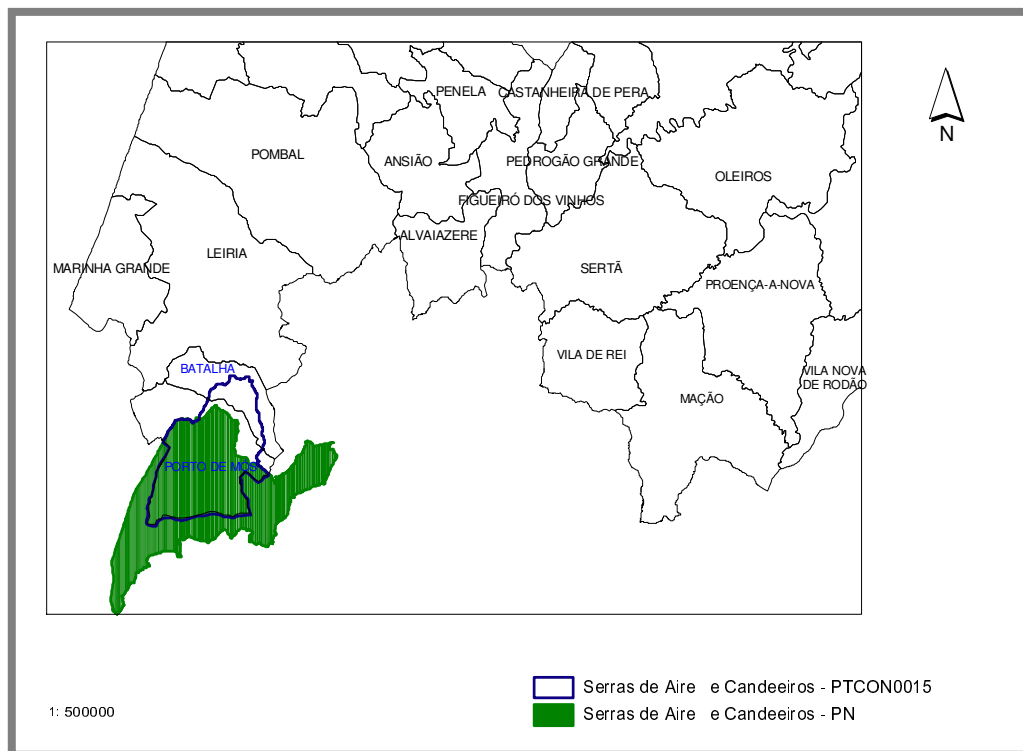 PENELA
CASTANHEIRA DE PERA
N
POMBAL
ANSIÃO
PEDROGÃO GRANDE
OLEIROS
FIGUEIRÓ DOS VINHOS
ALVAIAZERE
LEIRIA
MARINHA GRANDE
SERTÃ
PROENÇA-A-NOVA
VILA DE REI
BATALHA
VILA NOVA
DE RODÃO
MAÇÃO
PORTO DE MOS
Serras de Aire e Candeeiros - PTCON0015
1: 500000
Serras de Aire e Candeeiros - PN